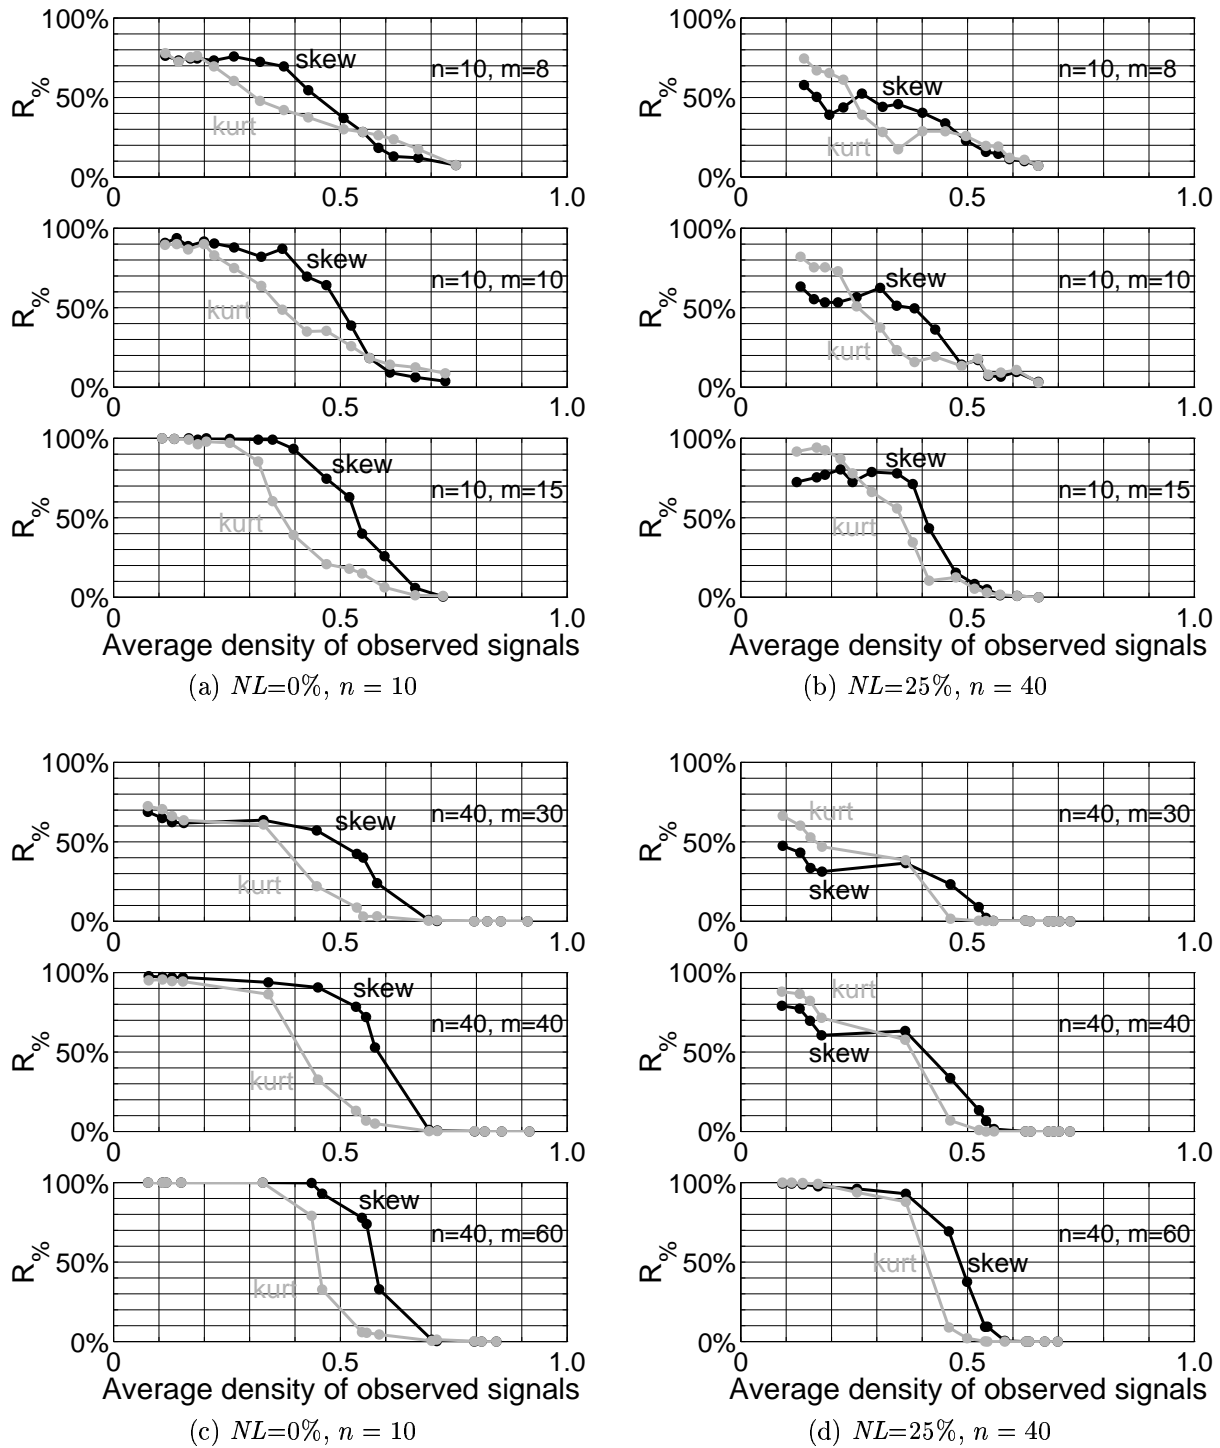 100%
skew
n=10, m=8
R%
50%
kurt
0%
0 0.5 1.0
100%
skew
n=10, m=10
R%
50%
kurt
0%
0 0.5 1.0
100%
skew
n=10, m=15
R%
50%
kurt
0%
0 0.5 1.0
Average density of observed signals
(a) NL=0%, n = 10
100%
n=10, m=8
skew
R%
50%
kurt
0%
0 0.5 1.0
100%
skew
n=10, m=10
R%
50%
kurt
0%
0 0.5 1.0
100%
skew
n=10, m=15
R%
50%
kurt
0%
0 0.5 1.0
Average density of observed signals
(b) NL=25%, n = 40
100%
n=40, m=30
skew
R%
50%
kurt
0%
0 0.5 1.0
100%
skew
n=40, m=40
R%
50%
kurt
0%
0 0.5 1.0
100%
skew
n=40, m=60
R%
50%
kurt
0%
0 0.5 1.0
Average density of observed signals
(c) NL=0%, n = 10
100%
kurt
n=40, m=30
R%
50%
skew
0%
0 0.5 1.0
100%
kurt
n=40, m=40
R%
50%
skew
0%
0 0.5 1.0
100%
n=40, m=60
R%
50%
kurt skew
0%
0 0.5 1.0
Average density of observed signals
(d) NL=25%, n = 40